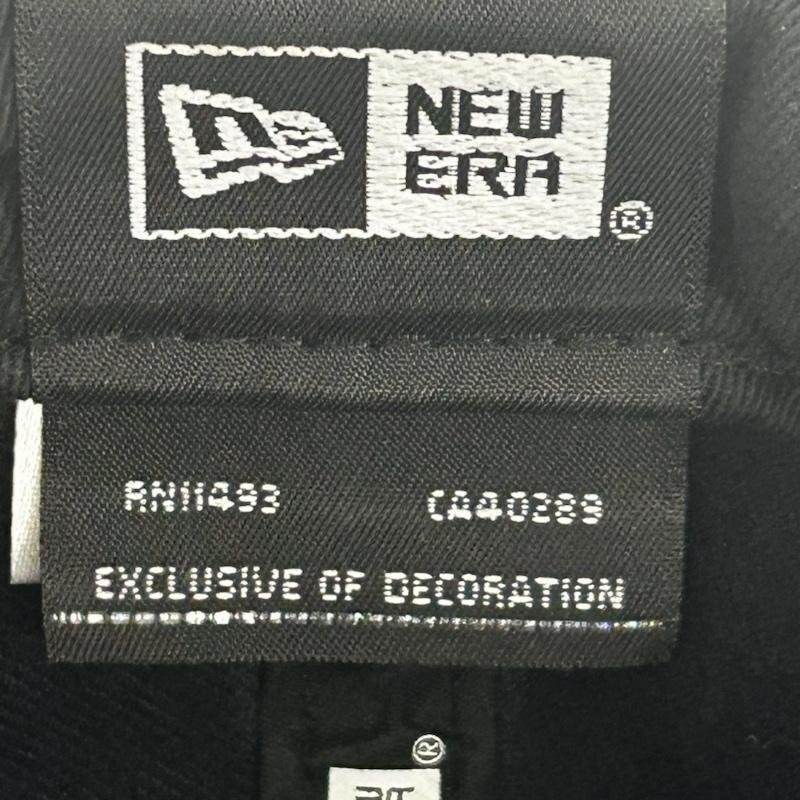 NEW
ERA®
RN11493 CA40289
EXCLUSIVE OF DECORATION
®